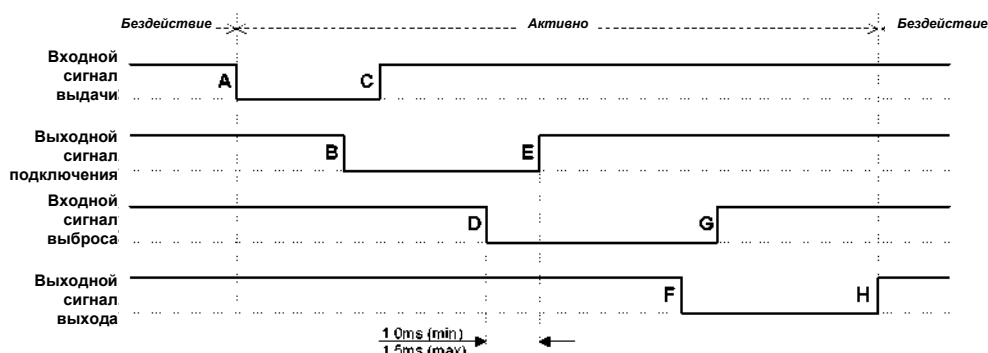 Бездействие
Активно
Бездействие
Входной
сигнал
выдачи
A
C
Выходной
сигнал
подключения
B
E
Входной
сигнал
выброса
D
G
Выходной
сигнал
выхода
F
H
1.0ms (min)
1.5ms (max)